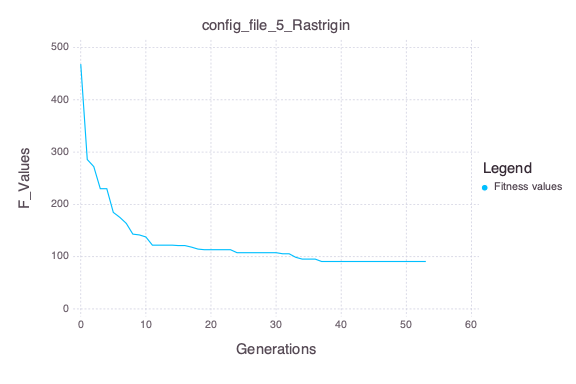 config_file_5_Rastrigin
F_Values
500
400
300
200
100
0
0 10 20 30 40 50 60
Generations
Legend
Fitness values